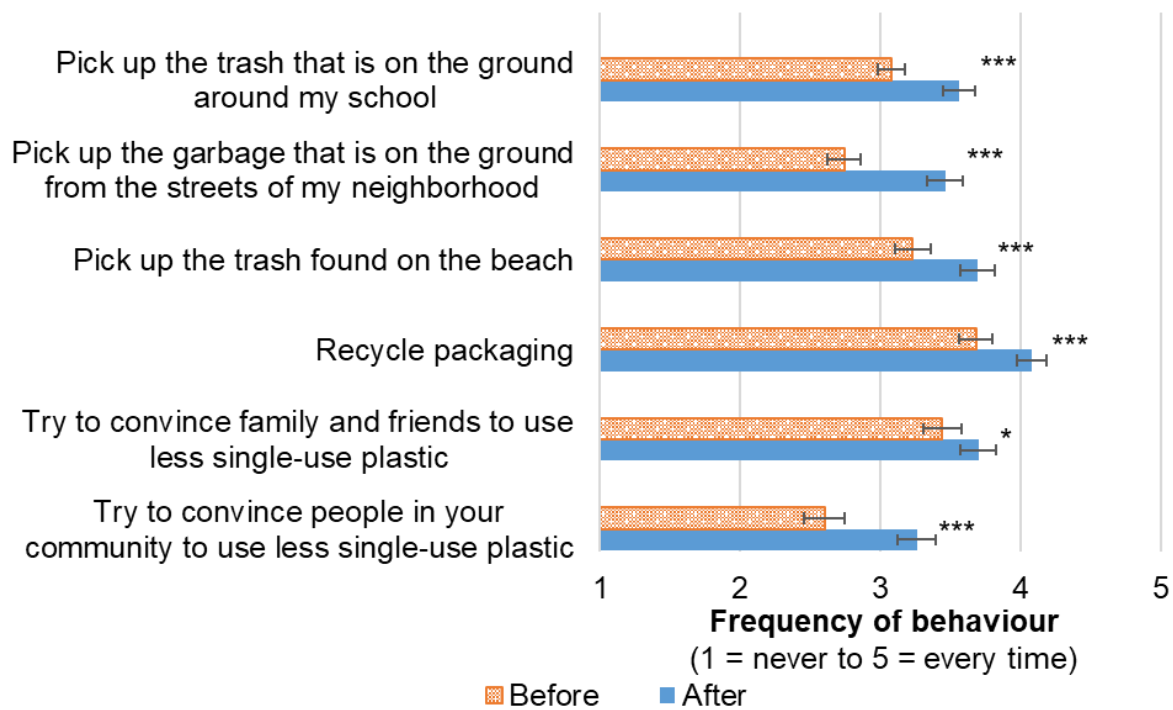 Pick up the trash that is on the ground
around my school
***
Pick up the garbage that is on the ground
from the streets of my neighborhood
***
Pick up the trash found on the beach
***
Recycle packaging
***
Try to convince family and friends to use
less single-use plastic
*
Try to convince people in your
community to use less single-use plastic
***
1 2 3 4 5
Frequency of behaviour
(1 = never to 5 = every time)
Before After